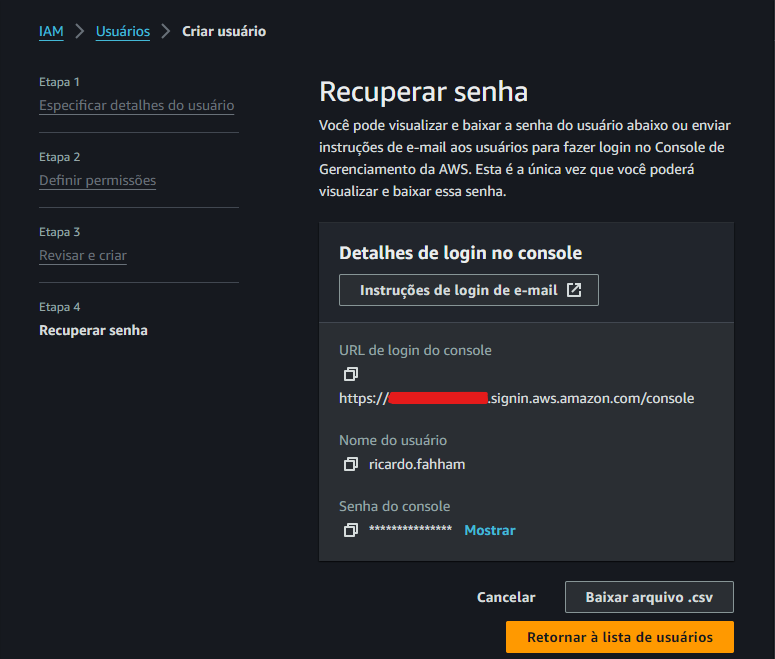 IAM > Usuários > Criar usuário
Etapa 1
Especificar detalhes do usuário
Etapa 2
Definir permissões
Etapa 3
Revisar e criar
Etapa 4
Recuperar senha
Recuperar senha
Você pode visualizar e baixar a senha do usuário abaixo ou enviar
instruções de e-mail aos usuários para fazer login no Console de
Gerenciamento da AWS. Esta é a única vez que você poderá
visualizar e baixar essa senha.
Detalhes de login no console
Instruções de login de e-mail
URL de login do console
https://.signin.aws.amazon.com/console
Nome do usuário
ricardo.fahham
Senha do console
*************** Mostrar
Cancelar
Baixar arquivo .csv
Retornar à lista de usuários